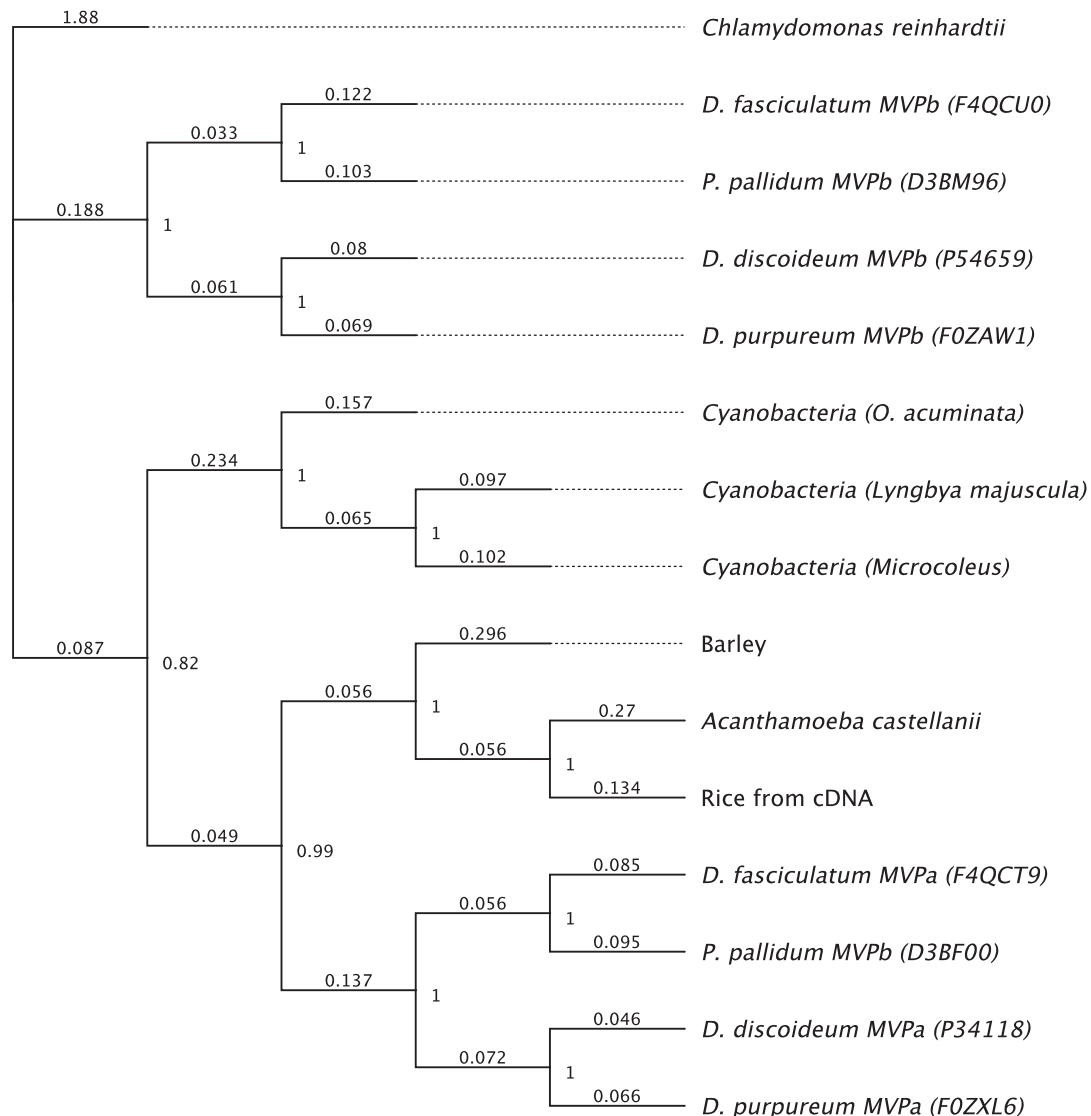 1.88
Chlamydomonas reinhardtii
0.122
D. fasciculatum MVPb (F4QCU0)
0.033
1
0.103
P. pallidum MVPb (D3BM96)
0.188
1
0.08
D. discoideum MVPb (P54659)
0.061
1
0.069
D. purpureum MVPb (F0ZAW1)
0.157
Cyanobacteria (O. acuminata)
0.234
1
0.097
Cyanobacteria (Lyngbya majuscula)
0.065
1
0.102
Cyanobacteria (Microcoleus)
0.087
0.82
0.296
Barley
0.056
1
0.27
Acanthamoeba castellanii
0.056
1
0.134
Rice from cDNA
0.049
0.99
0.085
D. fasciculatum MVPa (F4QCT9)
0.056
1
0.095
P. pallidum MVPb (D3BF00)
0.137
1
0.046
D. discoideum MVPa (P34118)
0.072
1
0.066
D. purpureum MVPa (F0ZXL6)